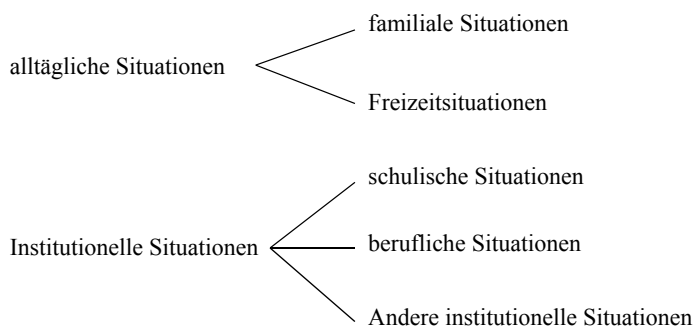 familiale Situationen
alltägliche Situationen
Freizeitsituationen
schulische Situationen
Institutionelle Situationen
berufliche Situationen
Andere institutionelle Situationen